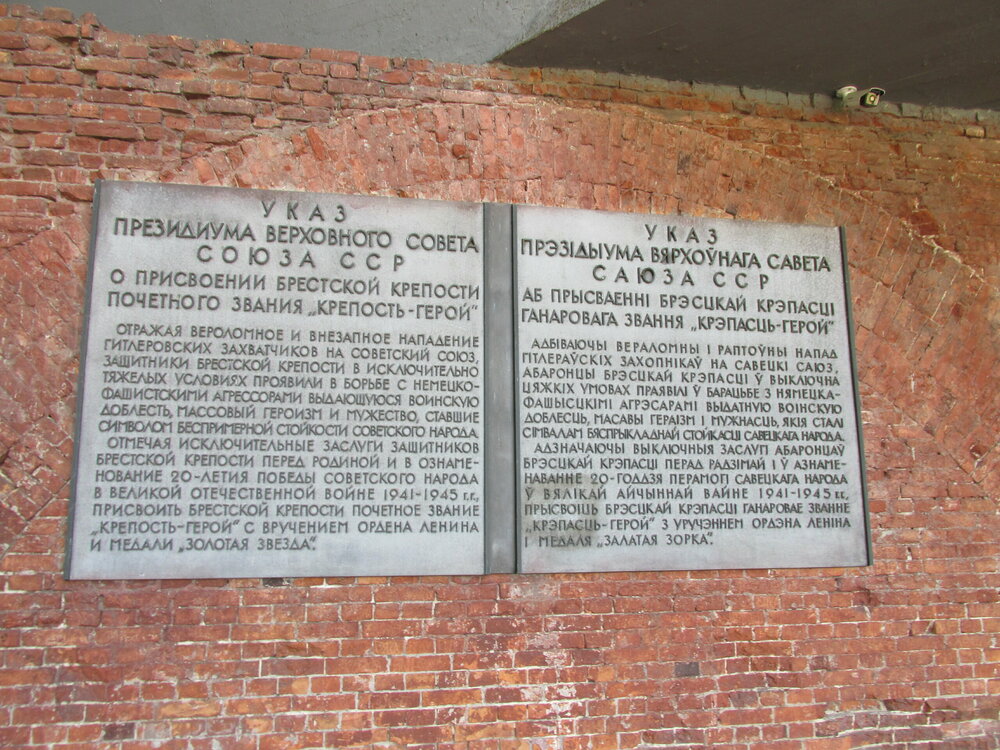 УКАЗ
ПРЕЗИДИУМА ВЕРХОВНОГО СОВЕТА
СОЮЗА ССР
О ПРИСВОЕНИИ БРЕСТСКОЙ КРЕПОСТИ
ПОЧЕТНОГО ЗВАНИЯ „КРЕПОСТЬ-ГЕРОЙ"
ОТРАЖАЯ ВЕРОЛОМНОЕ И ВНЕЗАПНОЕ НАПАДЕНИЕ
ГИТЛЕРОВСКИХ ЗАХВАТЧИКОВ НА СОВЕТСКИЙ СОЮЗ,
ЗАЩИТНИКИ БРЕСТСКОЙ КРЕПОСТИ В ИСКЛЮЧИТЕЛЬНО
ТЯЖЕЛЫХ УСЛОВИЯХ ПРОЯВИЛИ В БОРЬБЕ С НЕМЕЦКО-
ФАШИСТСКИМИ АГРЕССОРАМИ ВЫДАЮЩУЮСЯ ВОИНСКУЮ
ДОБЛЕСТЬ, МАССОВЫЙ ГЕРОИЗМ И МУЖЕСТВО, СТАВШИЕ
СИМВОЛОМ БЕСПРИМЕРНОЙ СТОЙКОСТИ СОВЕТСКОГО НАРОДА.
ОТМЕЧАЯ ИСКЛЮЧИТЕЛЬНЫЕ ЗАСЛУГИ ЗАЩИТНИКОВ
БРЕСТСКОЙ КРЕПОСТИ ПЕРЕД РОДИНОЙ И В ОЗНАМЕ-
НОВАНИЕ 20-ЛЕТИЯ ПОБЕДЫ СОВЕТСКОГО НАРОДА
В ВЕЛИКОЙ ОТЕЧЕСТВЕННОЙ ВОЙНЕ 1941-1945 г.г.,
ПРИСВОИТЬ БРЕСТСКОЙ КРЕПОСТИ ПОЧЕТНОЕ ЗВАНИЕ
„КРЕПОСТЬ-ГЕРОЙ" С ВРУЧЕНИЕМ ОРДЕНА ЛЕНИНА
И МЕДАЛИ „ЗОЛОТАЯ ЗВЕЗДА".
УКАЗ
ПРЭЗІДЫУМА ВЯРХОЎНАГА САВЕТА
САЮЗА ССР
АБ ПРЫСВАЕННІ БРЭСЦКАЙ КРЭПАСЦІ
ГАНАРОВАГА ЗВАННЯ „КРЭПАСЦЬ-ГЕРОЙ"
АДБІВАЮЧЫ ВЕРАЛОМНЫ І РАПТОЎНЫ НАПАД
ГІТЛЕРАЎСКІХ ЗАХОПНІКАЎ НА САВЕЦКІ САЮЗ,
АБАРОНЦЫ БРЭСЦКАЙ КРЭПАСЦІ Ў ВЫКЛЮЧНА
ЦЯЖКІХ УМОВАХ ПРАЯВІЛІ Ў БАРАЦЬБЕ З НЯМЕЦКА-
ФАШЫСЦКІМІ АГРЭСАРАМІ ВЫДАТНУЮ ВОИНСКУЮ
ДОБЛЕСЦЬ, МАСАВЫ ГЕРАІЗМ І МУЖНАСЦЬ, ЯКІЯ СТАЛІ
СІМВАЛАМ БЯСПРЫКЛАДНАЙ СТОЙКАСЦІ САВЕЦКАГА НАРОДА.
АДЗНАЧАЮЧЫ ВЫКЛЮЧНЫЯ ЗАСЛУГІ АБАРОНЦАЎ
БРЭСЦКАЙ КРЭПАСЦІ ПЕРАД РАДЗІМАЙ І Ў АЗНАМЕ-
НАВАННЕ 20-ГОДДЗЯ ПЕРАМОГІ САВЕЦКАГА НАРОДА
Ў ВЯЛІКАЙ АЙЧЫННАЙ ВАЙНЕ 1941-1945 г.г.,
ПРЫСВОІЦЬ БРЭСЦКАЙ КРЭПАСЦІ ГАНАРОВАЕ ЗВАННЕ
„КРЭПАСЦЬ-ГЕРОЙ" З УРУЧЭННЕМ ОРДЭНА ЛЕНІНА
І МЕДАЛЯ „ЗАЛАТАЯ ЗОРКА".